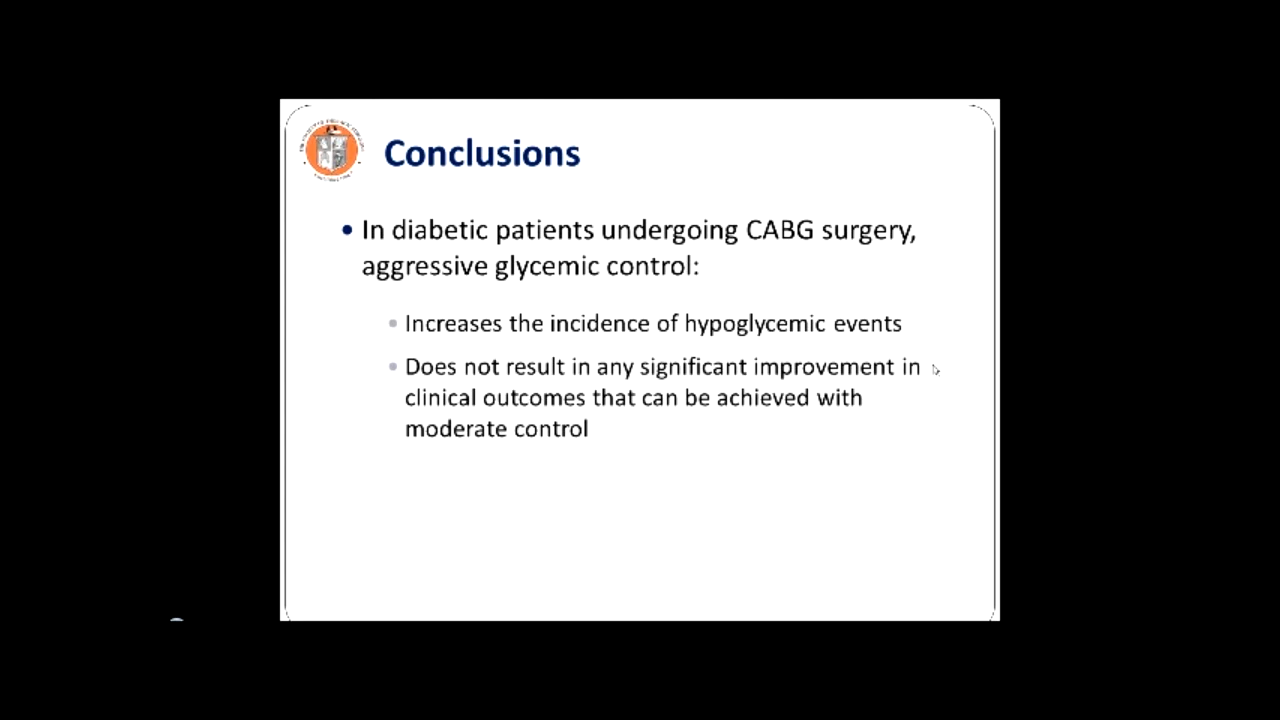 Conclusions
• In diabetic patients undergoing CABG surgery,
aggressive glycemic control:
• Increases the incidence of hypoglycemic events
• Does not result in any significant improvement in
clinical outcomes that can be achieved with
moderate control